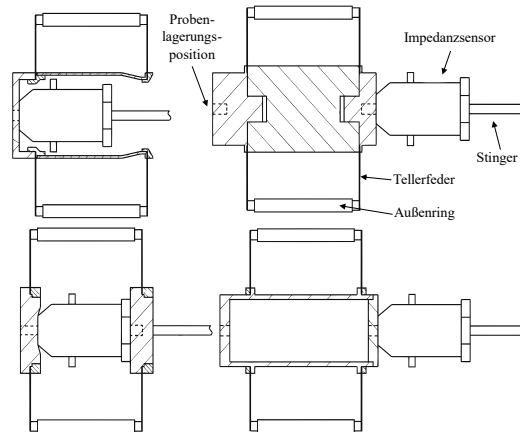 Proben-
lagerungs-
position
Impedanzsensor
Stinger
Tellerfeder
Außenring